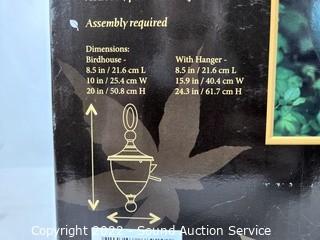 Assembly required
Dimensions:
Birdhouse -
8.5 in / 21.6 cm L
10 in / 25.4 cm W
20 in / 50.8 cm H
With Hanger -
8.5 in / 21.6 cm L
15.9 in / 40.4 cm W
24.3 in / 61.7 cm H
Copyright 2022 - Sound Auction Service